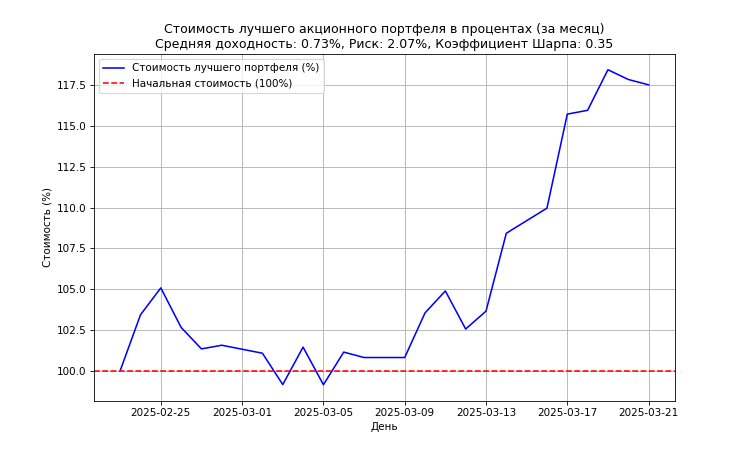 Стоимость лучшего акционного портфеля в процентах (за месяц)
Средняя доходность: 0.73%, Риск: 2.07%, Коэффициент Шарпа: 0.35
Стоимость лучшего портфеля (%)
Начальная стоимость (100%)
Стоимость (%)
117.5
115.0
112.5
110.0
107.5
105.0
102.5
100.0
2025-02-25 2025-03-01 2025-03-05 2025-03-09 2025-03-13 2025-03-17 2025-03-21
День